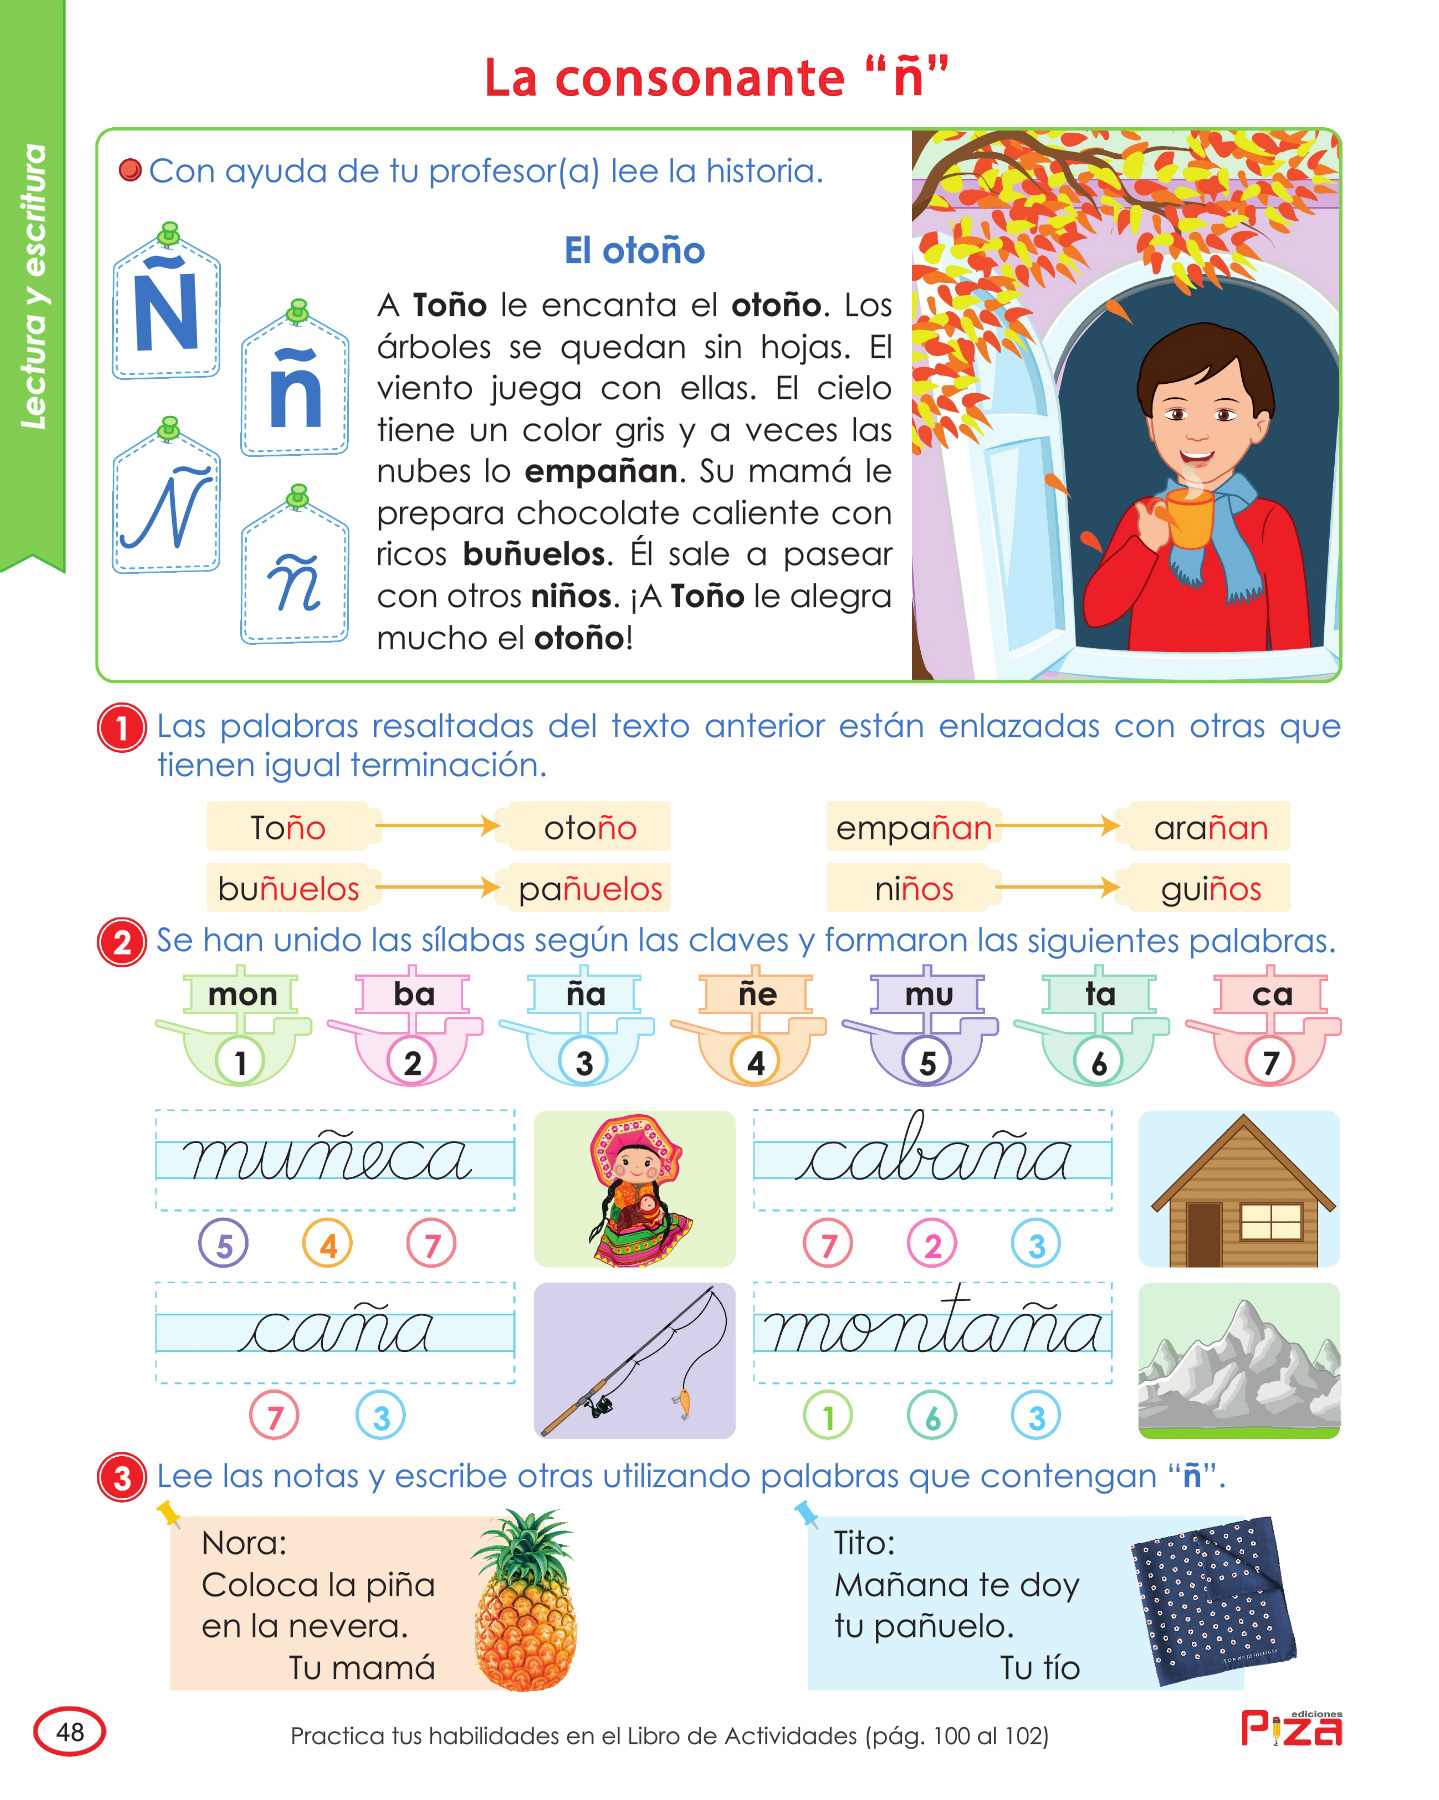 La consonante “ñ”
Lectura y escritura
Con ayuda de tu profesor(a) lee la historia.
Ñ
ñ
Ñ
ñ
El otoño
A Toño le encanta el otoño. Los
árboles se quedan sin hojas. El
viento juega con ellas. El cielo
tiene un color gris y a veces las
nubes lo empañan. Su mamá le
prepara chocolate caliente con
ricos buñuelos. Él sale a pasear
con otros niños. ¡A Toño le alegra
mucho el otoño!
1 Las palabras resaltadas del texto anterior están enlazadas con otras que
tienen igual terminación.
Toño otoño empañan arañan
buñuelos pañuelos niños guiños
2 Se han unido las sílabas según las claves y formaron las siguientes palabras.
mon ba ña ñe mu ta ca
1 2 3 4 5 6 7
muñeca cabaña
5 4 7 7 2 3
caña montaña
7 3 1 6 3
3 Lee las notas y escribe otras utilizando palabras que contengan “ñ”.
Nora:
Coloca la piña
en la nevera.
Tu mamá
Tito:
Mañana te doy
tu pañuelo.
Tu tío
48
Practica tus habilidades en el Libro de Actividades (pág. 100 al 102)
ediciones
Piza